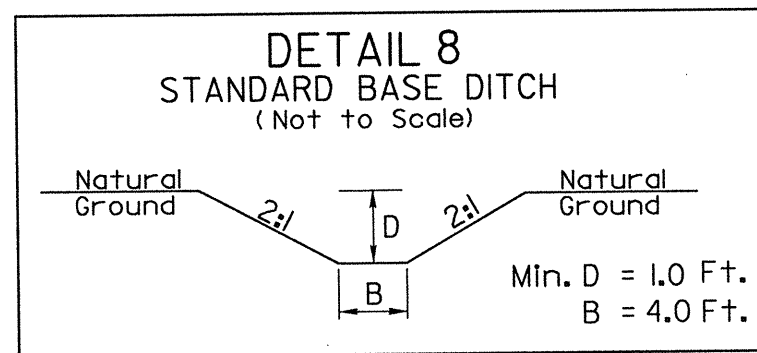 DETAIL 8
STANDARD BASE DITCH
(Not to Scale)
Natural
Ground
2:1
D
2:1
Natural
Ground
B
Min. D = 1.0 Ft.
B = 4.0 Ft.